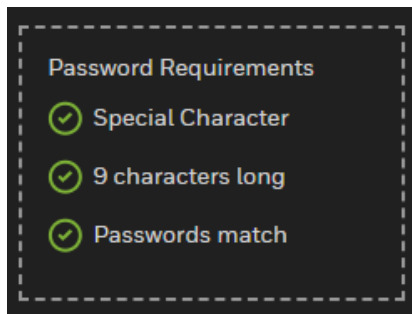 Password Requirements
Special Character
9 characters long
Passwords match